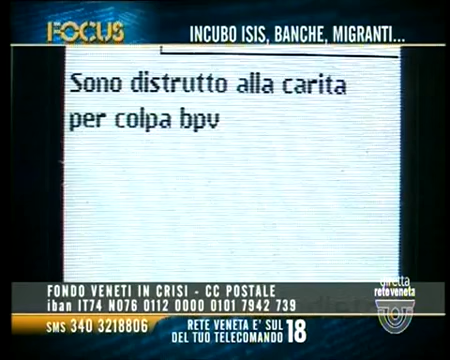 FOCUS
INCUBO ISIS, BANCHE, MIGRANTI...
Sono distrutto alla carita
per colpa bpv
FONDO VENETI IN CRISI - CC POSTALE
iban IT74 N076 0112 0000 0101 7942 739
diretta
reteveneta
SMS 340 3218806
RETE VENETA E' SUL
DEL TUO TELECOMANDO 18